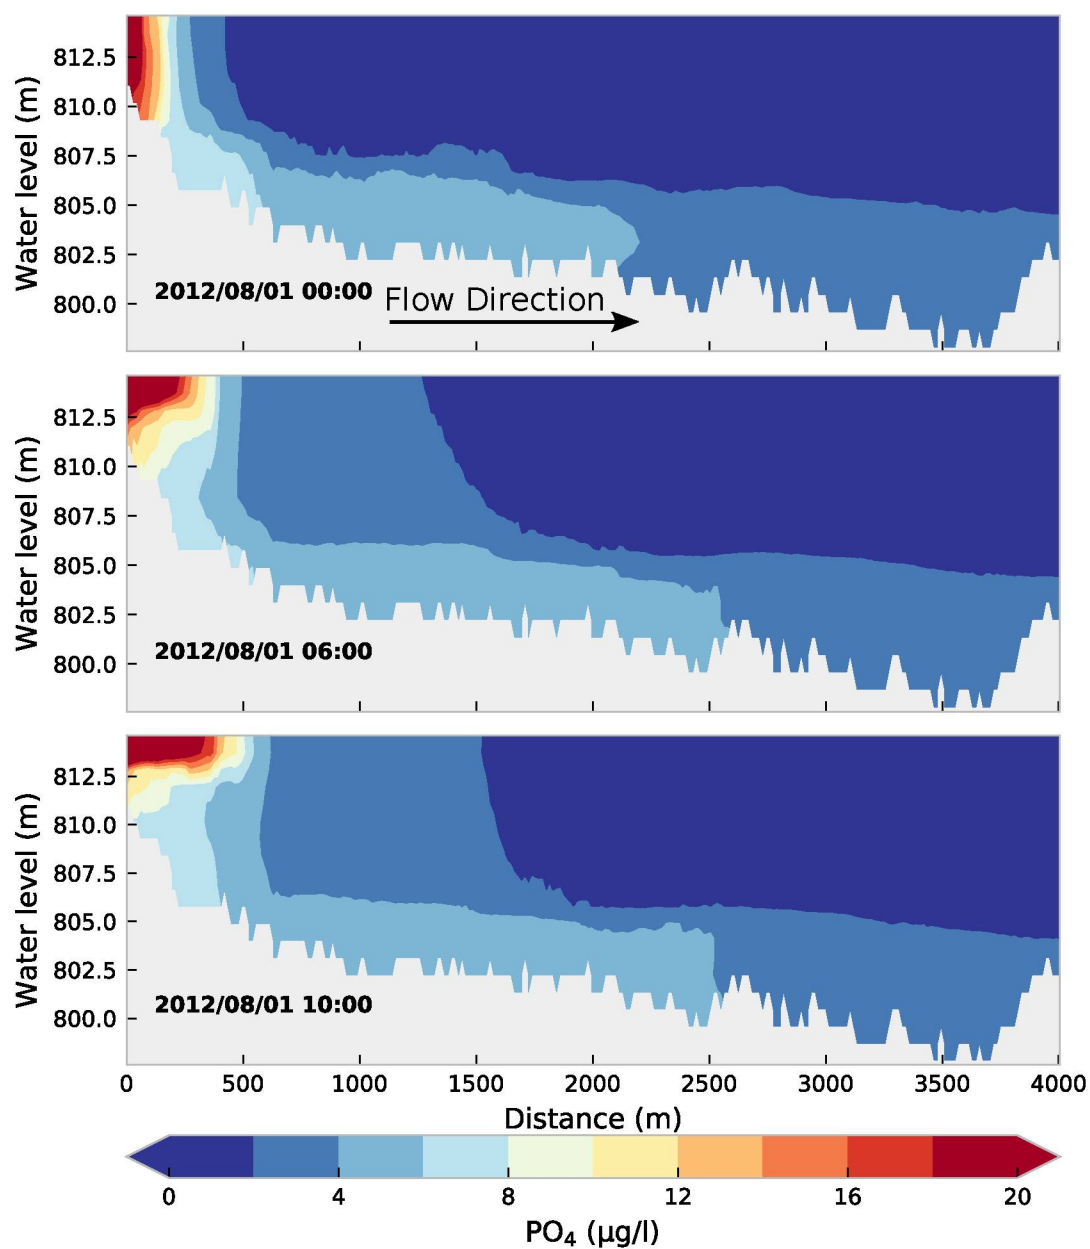 812.5
810.0
807.5
805.0
802.5
800.0
Water level (m)
2012/08/01 00:00
Flow Direction
812.5
810.0
807.5
805.0
802.5
800.0
Water level (m)
2012/08/01 06:00
812.5
810.0
807.5
805.0
802.5
800.0
Water level (m)
2012/08/01 10:00
0 500 1000 1500 2000 2500 3000 3500 4000
Distance (m)
0 4 8 12 16 20
PO₄ (µg/l)